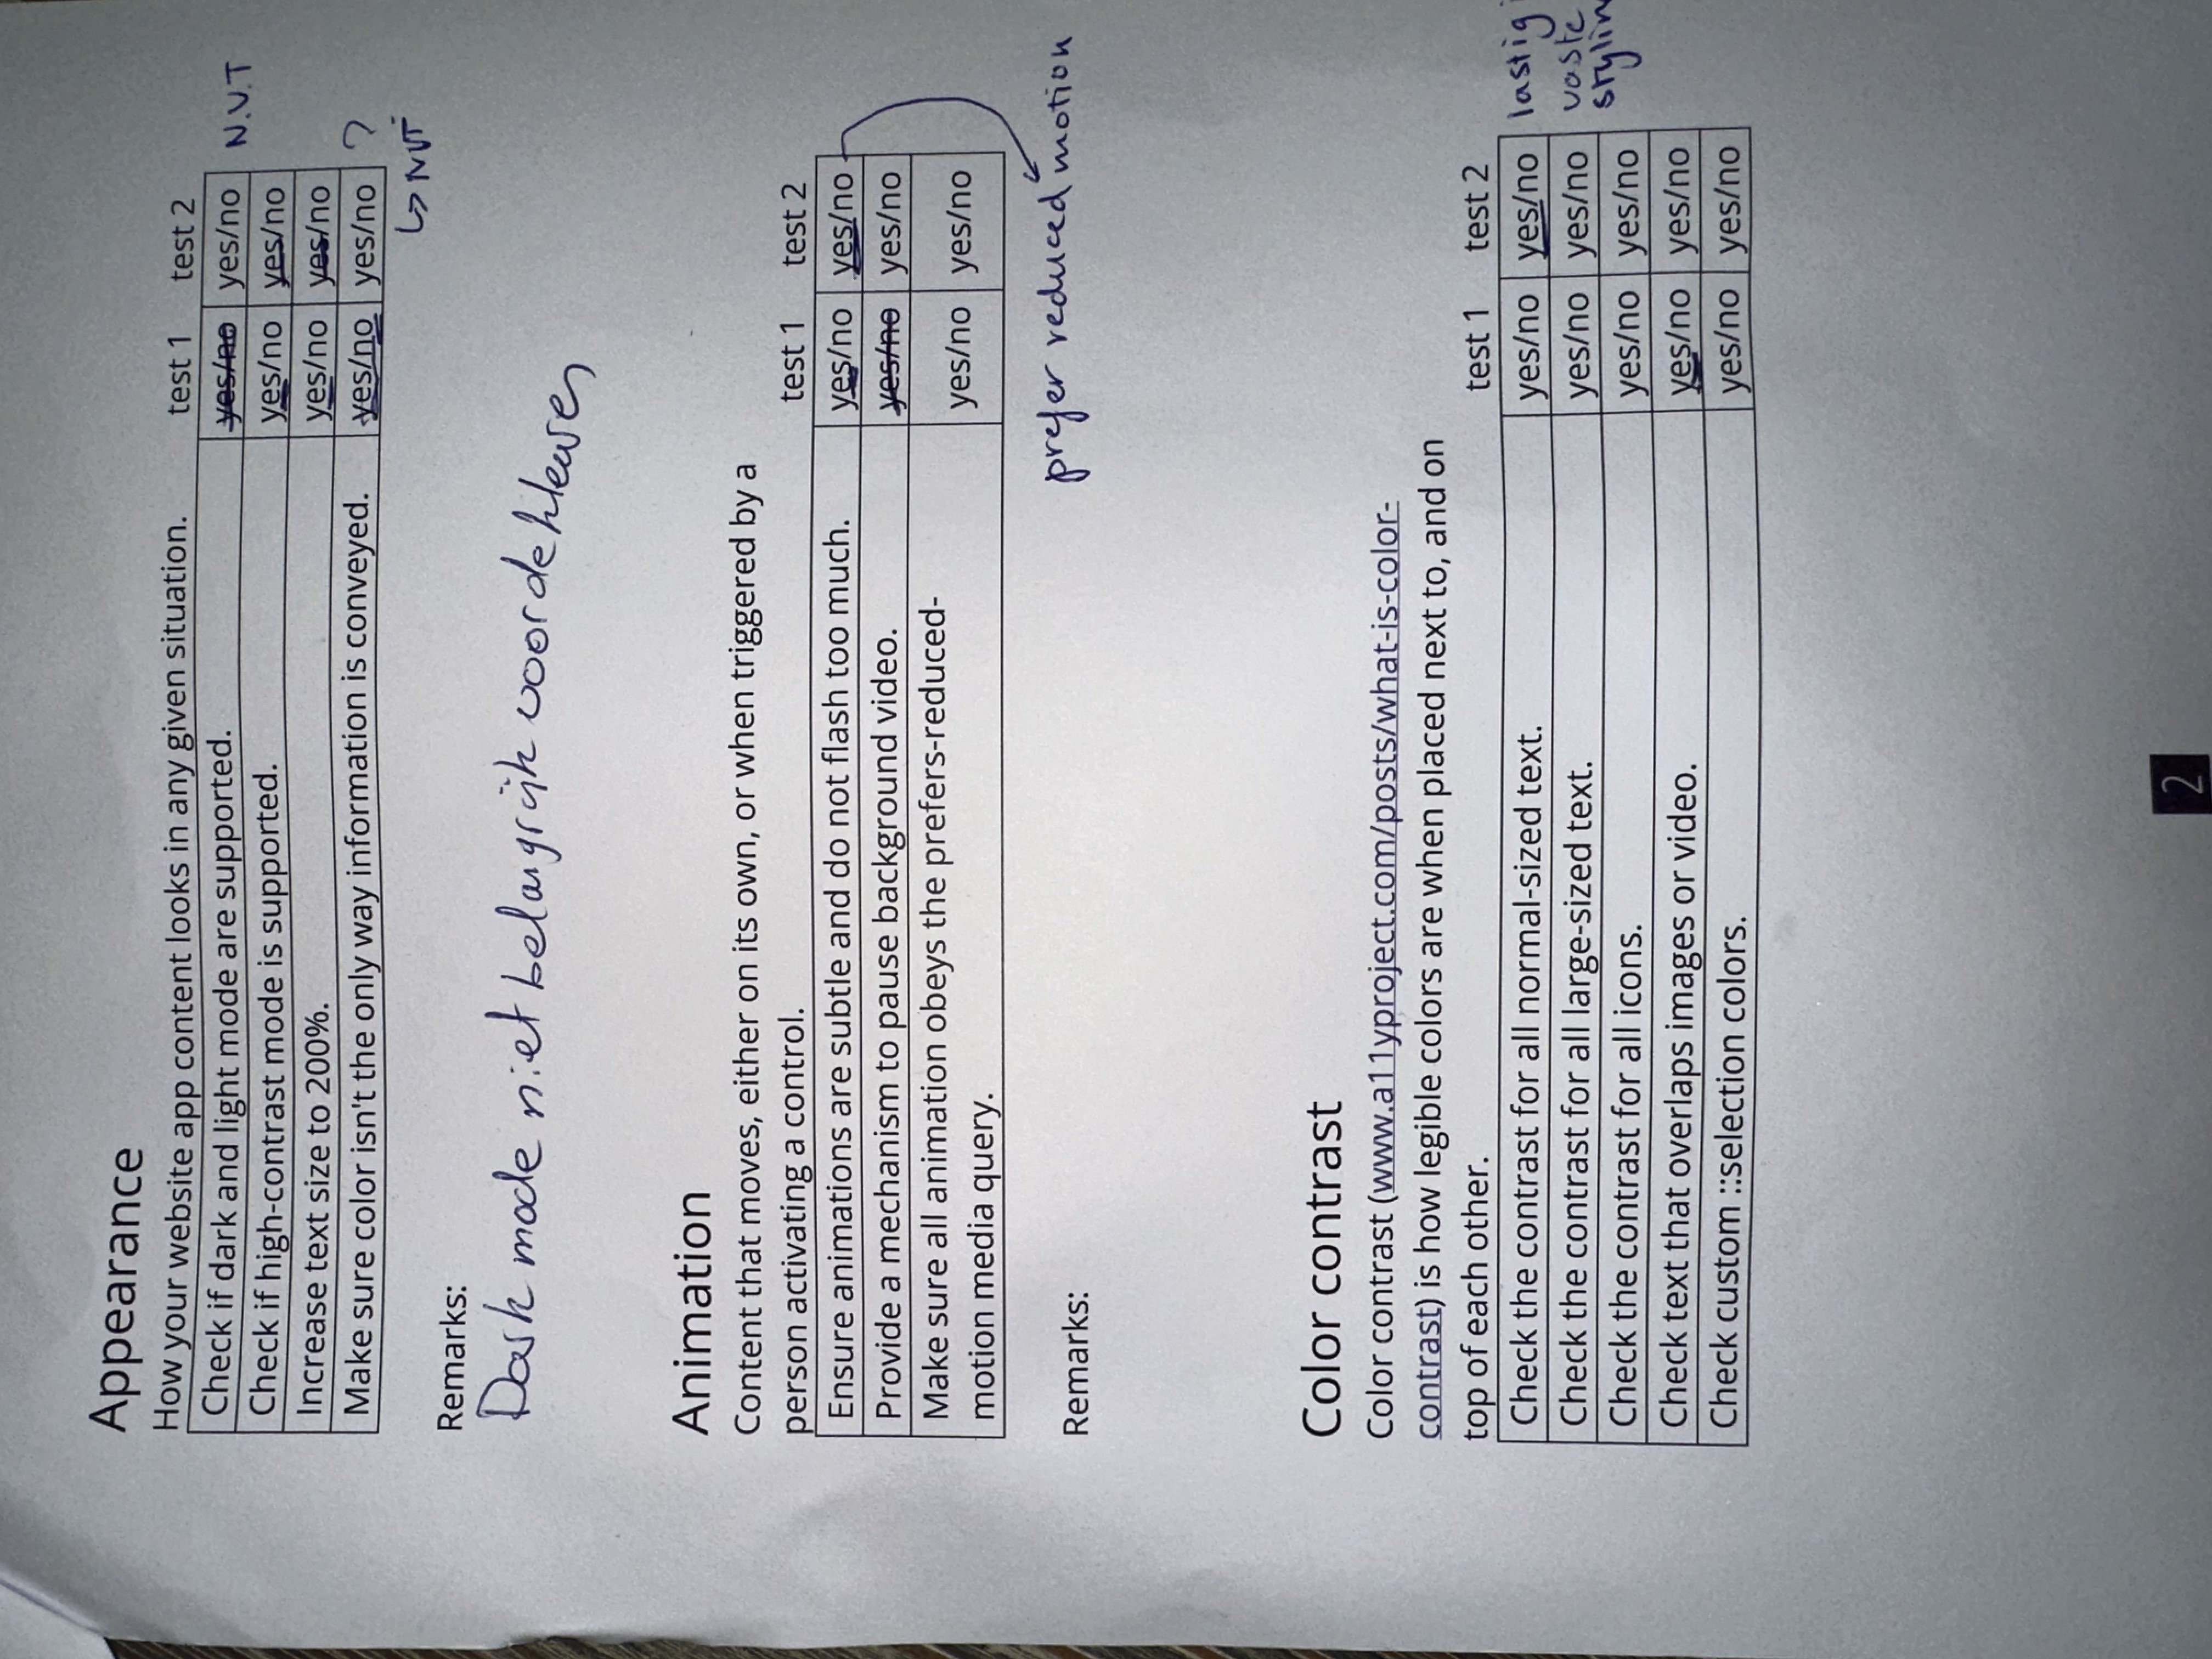 Appearance
How your website app content looks in any given situation. test 1 test 2
Check if dark and light mode are supported. yes/no yes/no N.V.T
Check if high-contrast mode is supported. yes/no yes/no
Increase text size to 200%. yes/no yes/no
Make sure color isn't the only way information is conveyed. yes/no yes/no ?
↳ NVT
Remarks:
Dark mode niet belangrijk voor de kleuren
Animation
Content that moves, either on its own, or when triggered by a
person activating a control. test 1 test 2
Ensure animations are subtle and do not flash too much. yes/no yes/no
Provide a mechanism to pause background video. yes/no yes/no
Make sure all animation obeys the prefers-reduced-
motion media query. yes/no yes/no
prefer reduced motion
Remarks:
Color contrast
Color contrast (www.a11yproject.com/posts/what-is-color-
contrast) is how legible colors are when placed next to, and on
top of each other. test 1 test 2
Check the contrast for all normal-sized text. yes/no yes/no lastig
Check the contrast for all large-sized text. yes/no yes/no vaste
Check the contrast for all icons. yes/no yes/no stylin
Check text that overlaps images or video. yes/no yes/no
Check custom ::selection colors. yes/no yes/no
2